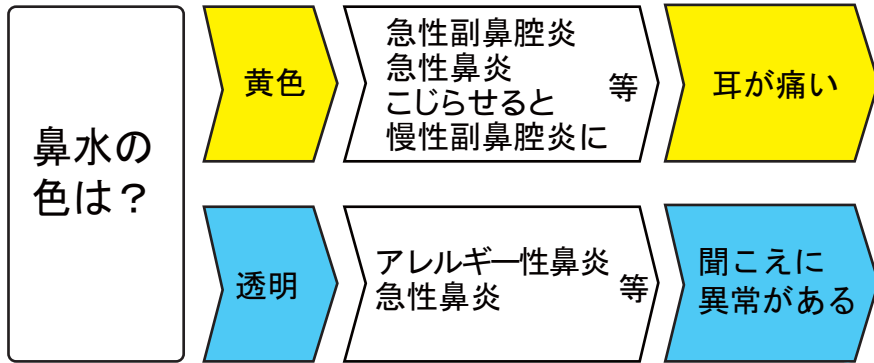 鼻水の
色は？
黄色
急性副鼻腔炎
急性鼻炎
こじらせると
慢性副鼻腔炎に
等
耳が痛い
透明
アレルギー性鼻炎
急性鼻炎
等
聞こえに
異常がある